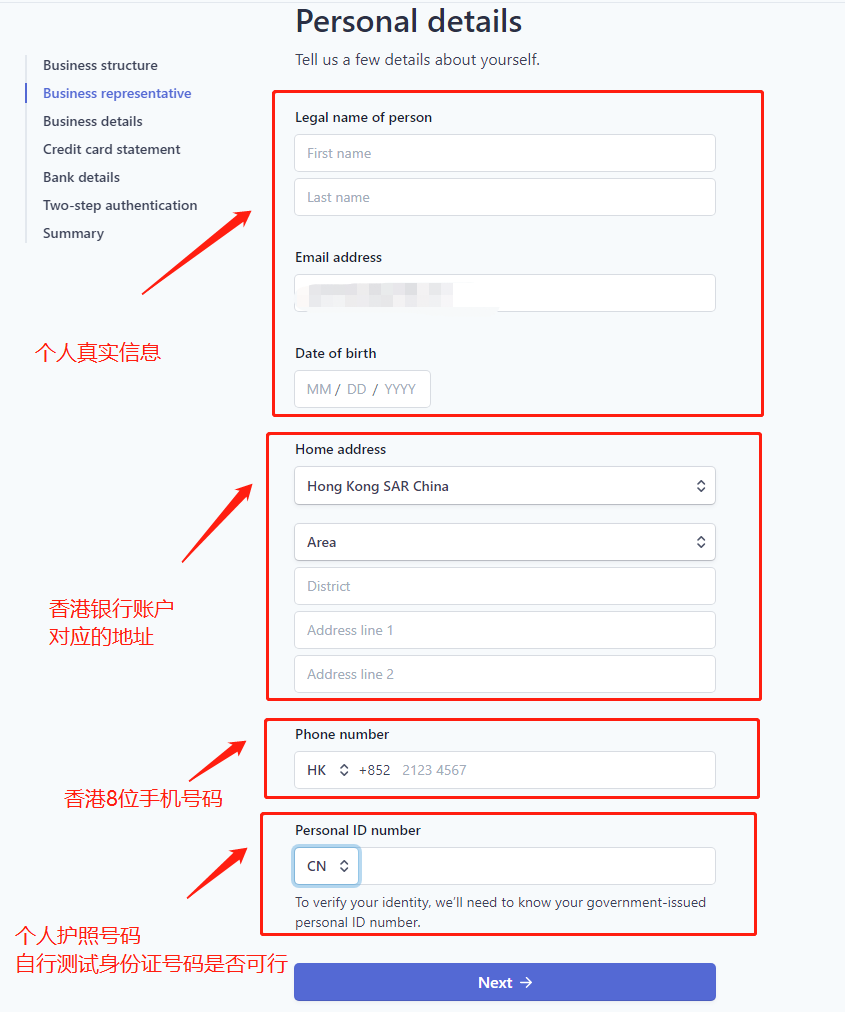 Personal details
Tell us a few details about yourself.
Business structure
Business representative
Business details
Credit card statement
Bank details
Two-step authentication
Summary
Legal name of person
First name
Last name
Email address
Date of birth
MM / DD / YYYY
个人真实信息
Home address
Hong Kong SAR China
Area
District
Address line 1
Address line 2
香港银行账户
对应的地址
Phone number
HK +852 2123 4567
香港8位手机号码
Personal ID number
CN
To verify your identity, we'll need to know your government-issued
personal ID number.
个人护照号码
自行测试身份证号码是否可行
Next →